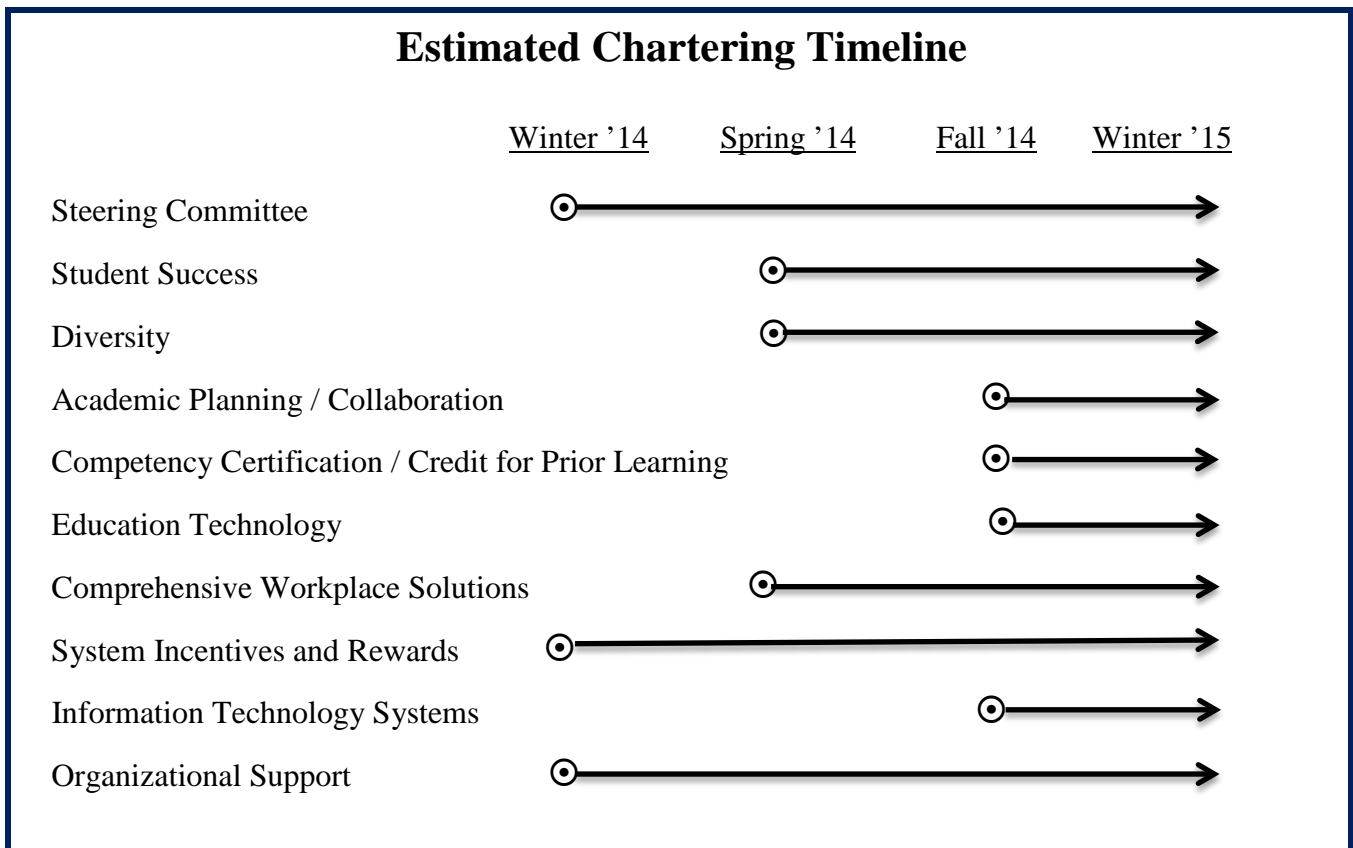 Estimated Chartering Timeline
Winter ’14 Spring ’14 Fall ’14 Winter ’15
Steering Committee
Student Success
Diversity
Academic Planning / Collaboration
Competency Certification / Credit for Prior Learning
Education Technology
Comprehensive Workplace Solutions
System Incentives and Rewards
Information Technology Systems
Organizational Support